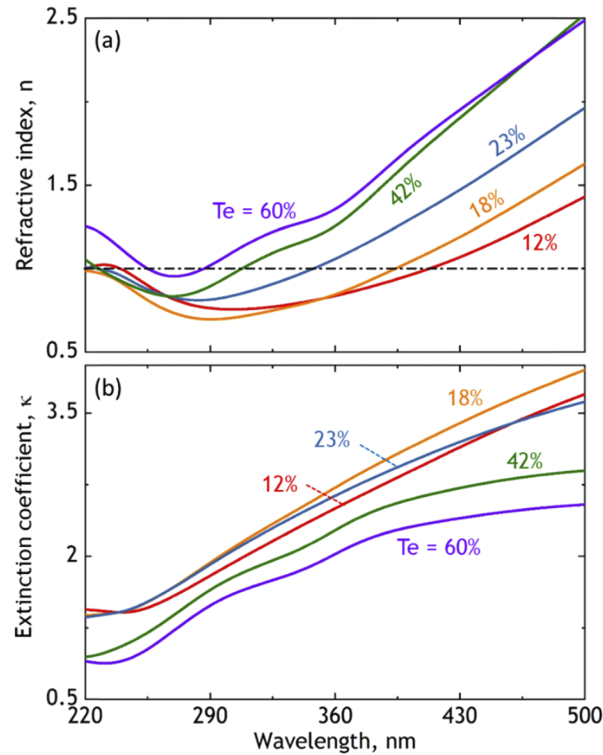 2.5
(a)
Refractive index, n
1.5
0.5
Te = 60%
42%
23%
18%
12%
(b)
Extinction coefficient, κ
3.5
2
0.5
18%
23%
12%
42%
Te = 60%
220
290
360
430
500
Wavelength, nm